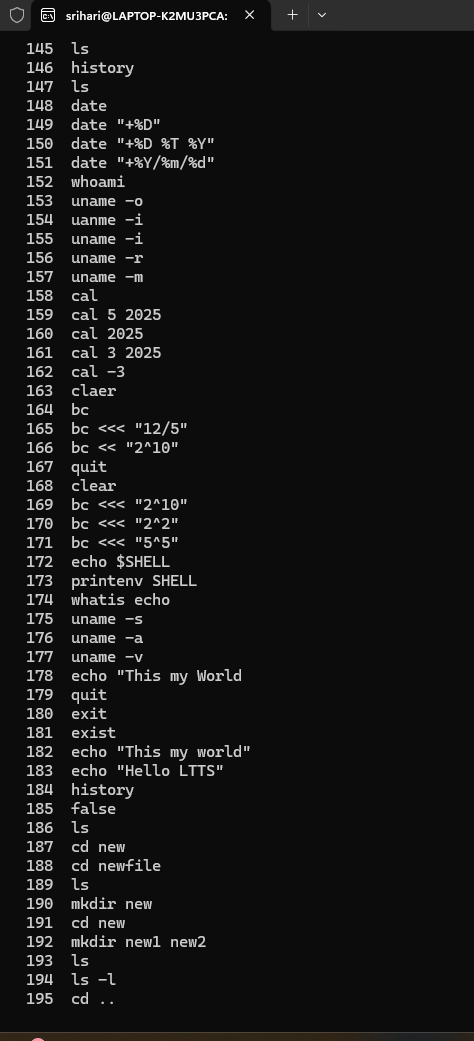 srihari@LAPTOP-K2MU3PCA:
145 ls
146 history
147 ls
148 date
149 date "+%D"
150 date "+%D %T %Y"
151 date "+%Y/%m/%d"
152 whoami
153 uname -o
154 uanme -i
155 uname -i
156 uname -r
157 uname -m
158 cal
159 cal 5 2025
160 cal 2025
161 cal 3 2025
162 cal -3
163 claer
164 bc
165 bc <<< "12/5"
166 bc << "2^10"
167 quit
168 clear
169 bc <<< "2^10"
170 bc <<< "2^2"
171 bc <<< "5^5"
172 echo $SHELL
173 printenv SHELL
174 whatis echo
175 uname -s
176 uname -a
177 uname -v
178 echo "This my World
179 quit
180 exit
181 exist
182 echo "This my world"
183 echo "Hello LTTS"
184 history
185 false
186 ls
187 cd new
188 cd newfile
189 ls
190 mkdir new
191 cd new
192 mkdir new1 new2
193 ls
194 ls -l
195 cd ..